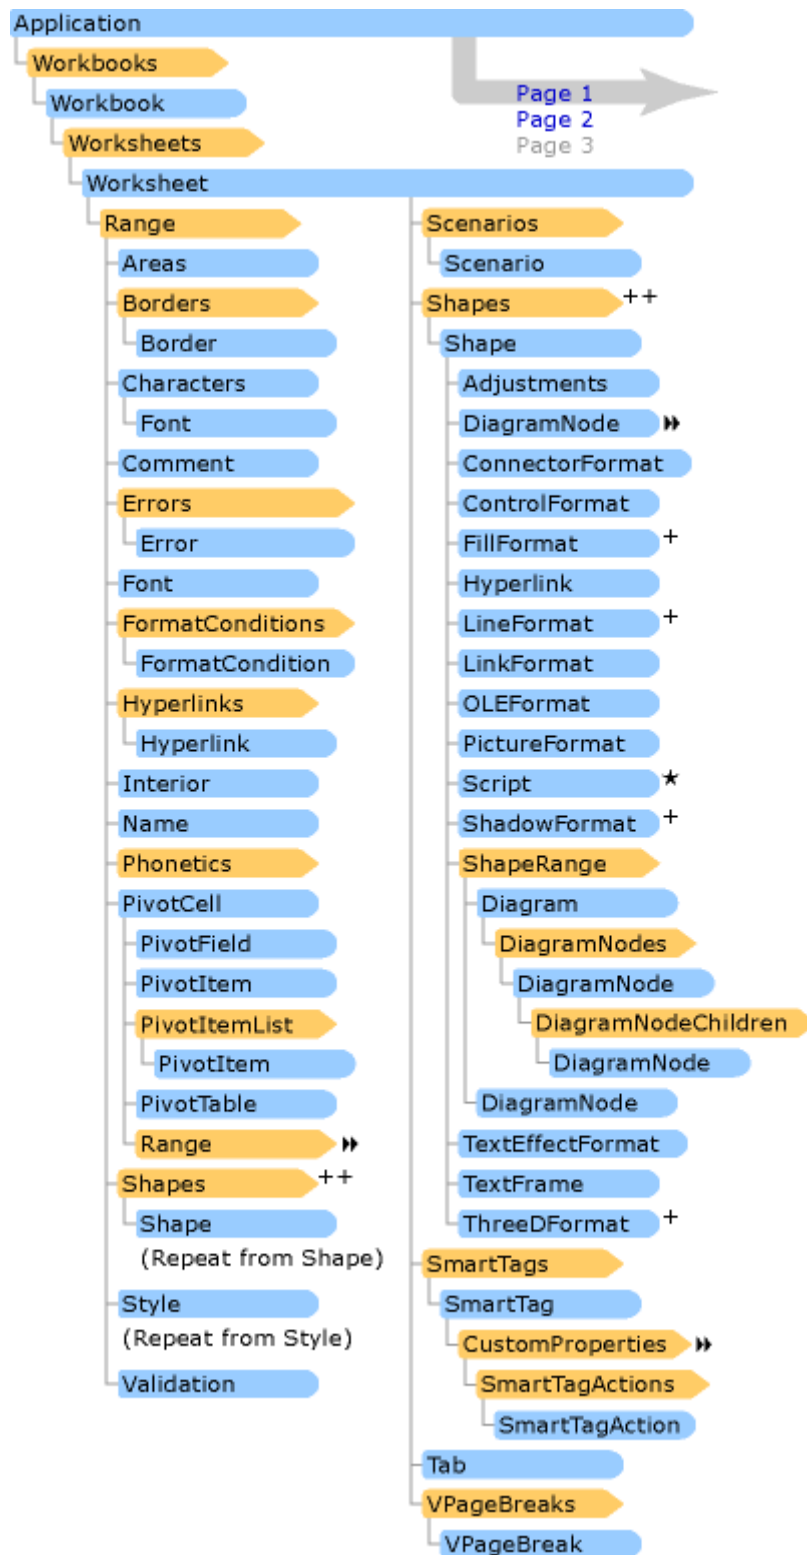 Application
Workbooks
Page 1
Workbook
Page 2
Worksheets
Page 3
Worksheet
Range
Areas
Borders
Border
Characters
Font
Comment
Errors
Error
Font
FormatConditions
FormatCondition
Hyperlinks
Hyperlink
Interior
Name
Phonetics
PivotCell
PivotField
PivotItem
PivotItemList
PivotItem
PivotTable
Range
Shapes ++
Shape
(Repeat from Shape)
Style
(Repeat from Style)
Validation
Scenarios
Scenario
Shapes ++
Shape
Adjustments
DiagramNode
ConnectorFormat
ControlFormat
FillFormat +
Hyperlink
LineFormat +
LinkFormat
OLEFormat
PictureFormat
Script ★
ShadowFormat +
ShapeRange
Diagram
DiagramNodes
DiagramNode
DiagramNodeChildren
DiagramNode
DiagramNode
TextEffectFormat
TextFrame
ThreeDFormat +
SmartTags
SmartTag
CustomProperties
SmartTagActions
SmartTagAction
Tab
VPageBreaks
VPageBreak